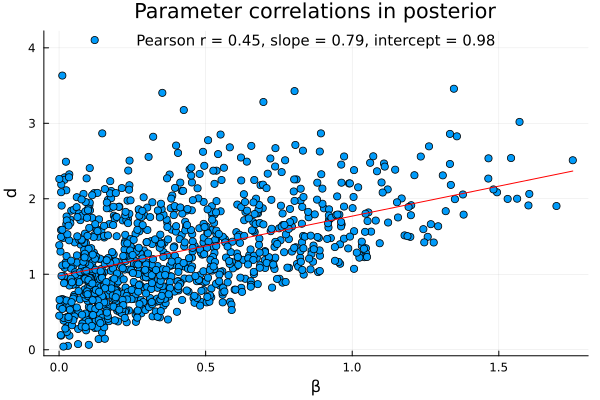 Parameter correlations in posterior
Pearson r = 0.45, slope = 0.79, intercept = 0.98
4
3
2
1
0
d
0.0 0.5 1.0 1.5
β